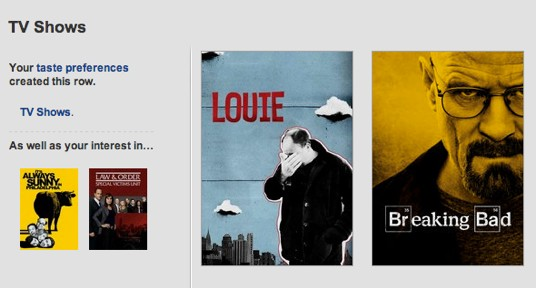 TV Shows
Your taste preferences
created this row.
TV Shows.
As well as your interest in...
IT'S
ALWAYS
SUNNY IN
PHILADELPHIA
LAW & ORDER
SPECIAL VICTIMS UNIT
LOUIE
Breaking Bad